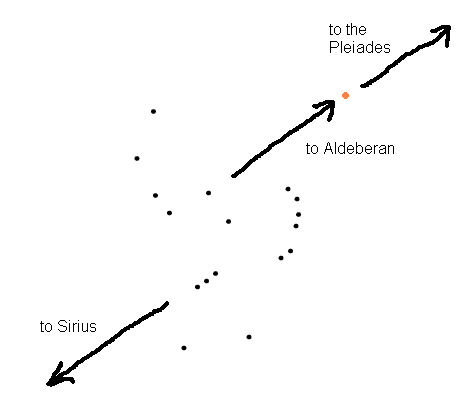 to the
Pleiades
to Aldeberan
to Sirius